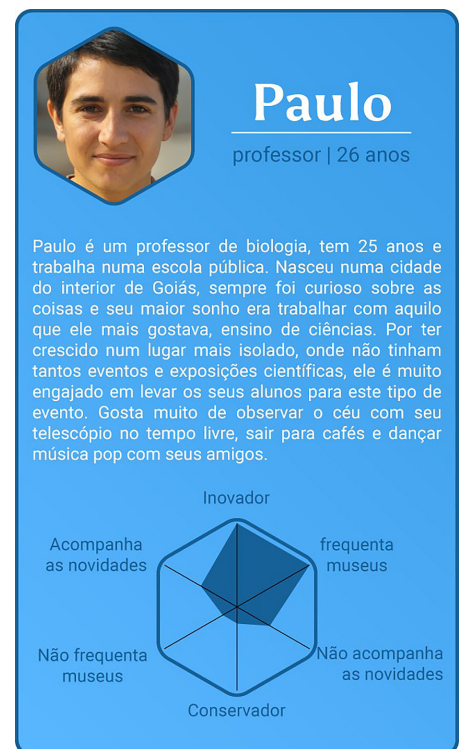 Paulo
professor | 26 anos
Paulo é um professor de biologia, tem 25 anos e
trabalha numa escola pública. Nasceu numa cidade
do interior de Goiás, sempre foi curioso sobre as
coisas e seu maior sonho era trabalhar com aquilo
que ele mais gostava, ensino de ciências. Por ter
crescido num lugar mais isolado, onde não tinham
tantos eventos e exposições científicas, ele é muito
engajado em levar os seus alunos para este tipo de
evento. Gosta muito de observar o céu com seu
telescópio no tempo livre, sair para cafés e dançar
música pop com seus amigos.
Inovador
Acompanha
as novidades
frequenta
museus
Não frequenta
museus
Não acompanha
as novidades
Conservador